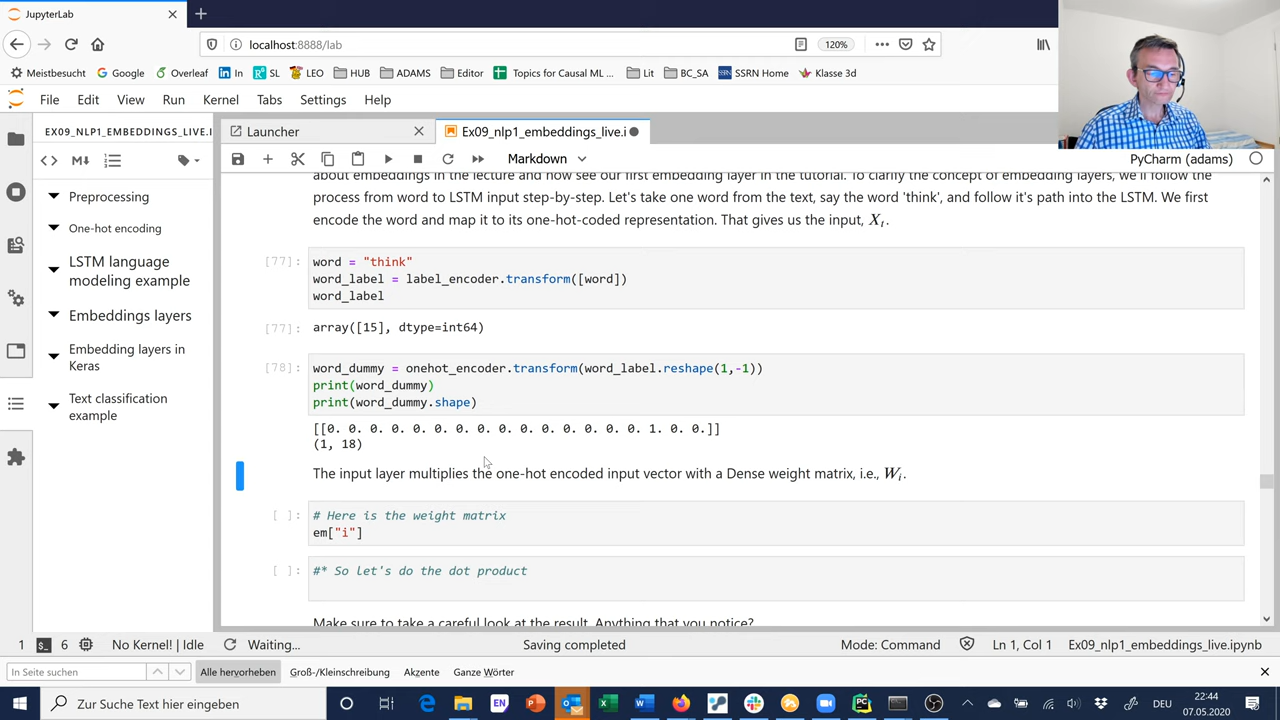 JupyterLab
localhost:8888/lab
120%
Meistbesucht
Google
Overleaf
In
SL
LEO
HUB
ADAMS
Editor
Topics for Causal ML ...
Lit
BC_SA
SSRN Home
Klasse 3d
File
Edit
View
Run
Kernel
Tabs
Settings
Help
EX09_NLP1_EMBEDDINGS_LIVE.I
Launcher
Ex09_nlp1_embeddings_live.i
Markdown
PyCharm (adams)
Preprocessing
One-hot encoding
LSTM language
modeling example
Embeddings layers
Embedding layers in
Keras
Text classification
example
about embeddings in the lecture and now see our first embedding layer in the tutorial. To clarify the concept of embedding layers, we'll follow the
process from word to LSTM input step-by-step. Let's take one word from the text, say the word 'think', and follow it's path into the LSTM. We first
encode the word and map it to its one-hot-coded representation. That gives us the input, Xt.
[77]: word = "think"
word_label = label_encoder.transform([word])
word_label
[77]: array([15], dtype=int64)
[78]: word_dummy = onehot_encoder.transform(word_label.reshape(1,-1))
print(word_dummy)
print(word_dummy.shape)
[[0. 0. 0. 0. 0. 0. 0. 0. 0. 0. 0. 0. 0. 0. 0. 1. 0. 0.]]
(1, 18)
The input layer multiplies the one-hot encoded input vector with a Dense weight matrix, i.e., Wi.
[ ]: # Here is the weight matrix
em["i"]
[ ]: #* So let's do the dot product
Make sure to take a careful look at the result. Anything that you notice?
1
6
No Kernel! | Idle
Waiting...
Saving completed
Mode: Command
Ln 1, Col 1
Ex09_nlp1_embeddings_live.ipynb
In Seite suchen
Alle hervorheben
Groß-/Kleinschreibung
Akzente
Ganze Wörter
Zur Suche Text hier eingeben
EN
DEU
22:44
07.05.2020